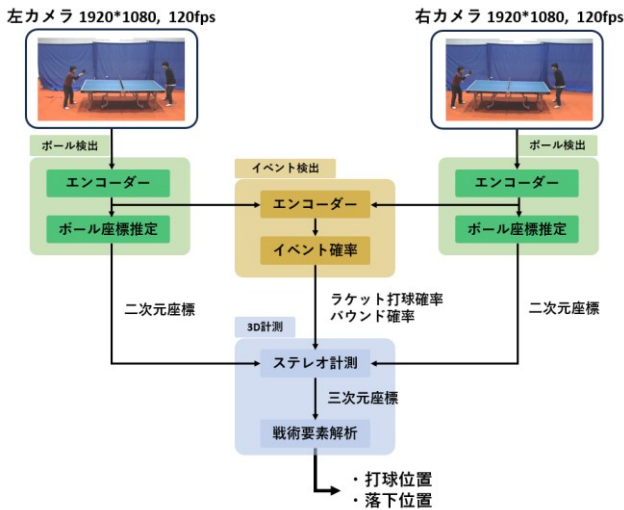 左カメラ 1920*1080, 120fps
右カメラ 1920*1080, 120fps
ボール検出
エンコーダー
ボール座標推定
イベント検出
エンコーダー
イベント確率
ボール検出
エンコーダー
ボール座標推定
二次元座標
ラケット打球確率
バウンド確率
二次元座標
3D計測
ステレオ計測
三次元座標
戦術要素解析
・打球位置
・落下位置